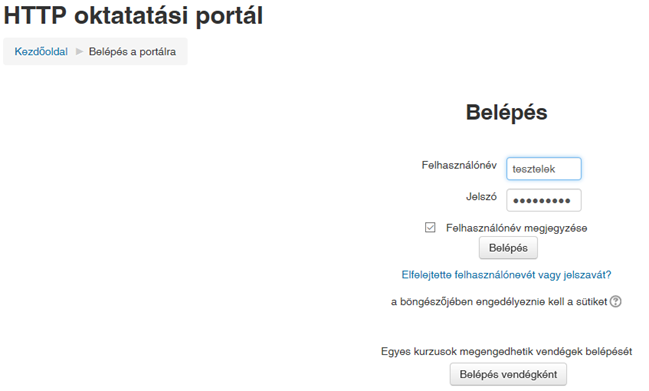 HTTP oktatatási portál
Kezdőoldal ► Belépés a portálra
Belépés
Felhasználónév tesztelek
Jelszó ●●●●●●●●●
Felhasználónév megjegyzése
Belépés
Elfelejtette felhasználónevét vagy jelszavát?
a böngészőjében engedélyeznie kell a sütiket ?
Egyes kurzusok megengedhetik vendégek belépését
Belépés vendégként